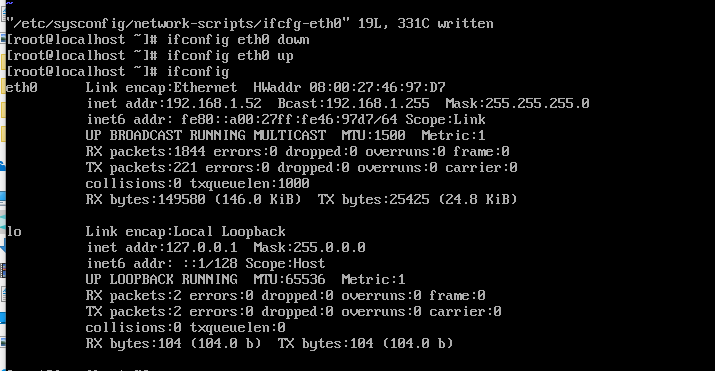 "/etc/sysconfig/network-scripts/ifcfg-eth0" 19L, 331C written
[root@localhost ~]# ifconfig eth0 down
[root@localhost ~]# ifconfig eth0 up
[root@localhost ~]# ifconfig
eth0      Link encap:Ethernet  HWaddr 08:00:27:46:97:D7
          inet addr:192.168.1.52  Bcast:192.168.1.255  Mask:255.255.255.0
          inet6 addr: fe80::a00:27ff:fe46:97d7/64 Scope:Link
          UP BROADCAST RUNNING MULTICAST  MTU:1500  Metric:1
          RX packets:1844 errors:0 dropped:0 overruns:0 frame:0
          TX packets:221 errors:0 dropped:0 overruns:0 carrier:0
          collisions:0 txqueuelen:1000
          RX bytes:149580 (146.0 KiB)  TX bytes:25425 (24.8 KiB)
lo        Link encap:Local Loopback
          inet addr:127.0.0.1  Mask:255.0.0.0
          inet6 addr: ::1/128 Scope:Host
          UP LOOPBACK RUNNING  MTU:65536  Metric:1
          RX packets:2 errors:0 dropped:0 overruns:0 frame:0
          TX packets:2 errors:0 dropped:0 overruns:0 carrier:0
          collisions:0 txqueuelen:0
          RX bytes:104 (104.0 b)  TX bytes:104 (104.0 b)